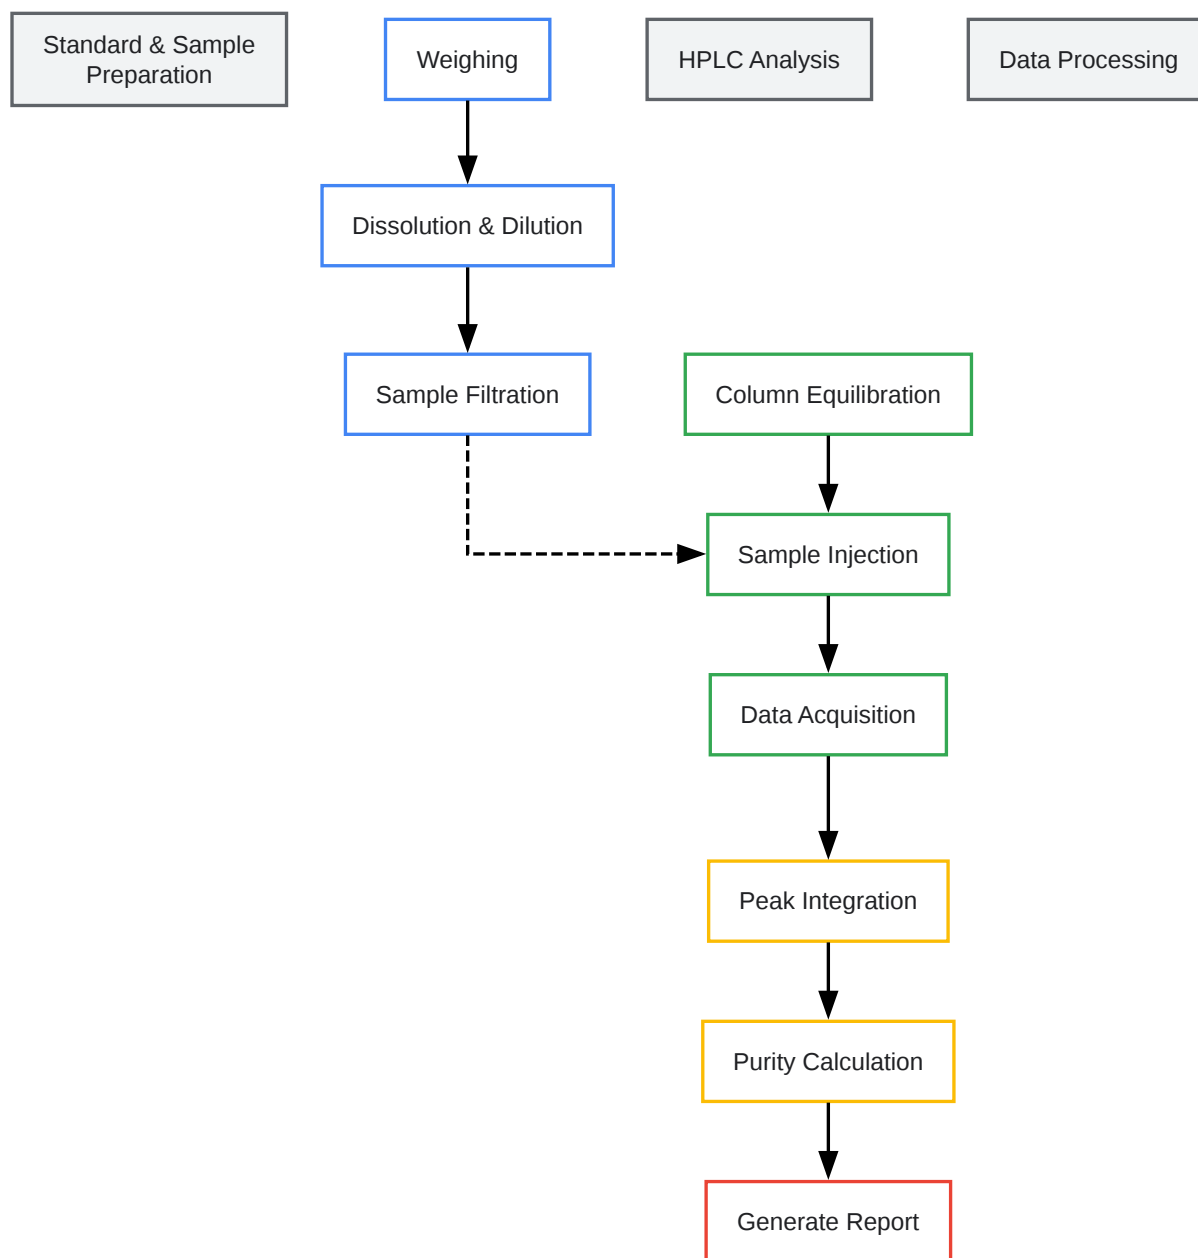 Standard & Sample
Preparation
Weighing
HPLC Analysis
Data Processing
Dissolution & Dilution
Sample Filtration
Column Equilibration
Sample Injection
Data Acquisition
Peak Integration
Purity Calculation
Generate Report